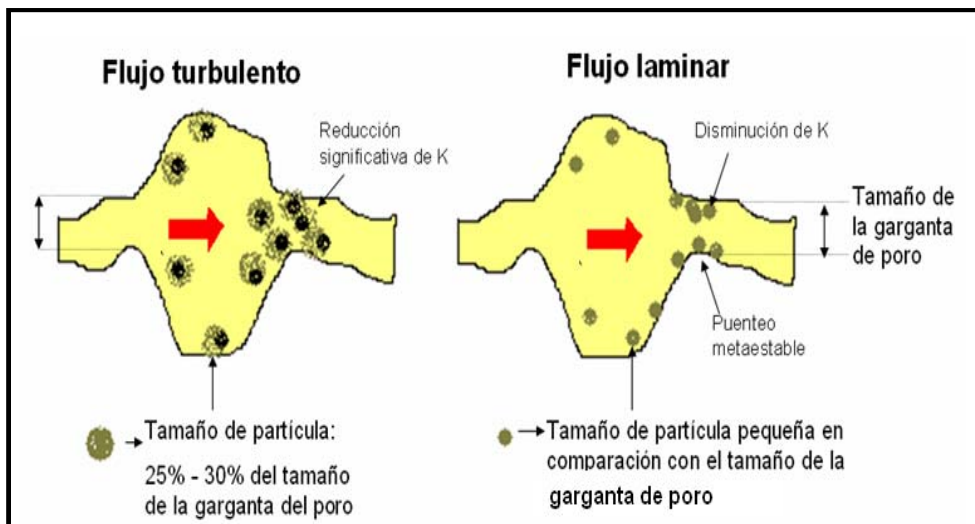 Flujo turbulento
Reducción
significativa de K
Tamaño de partícula:
25% - 30% del tamaño
de la garganta del poro
Flujo laminar
Disminución de K
Tamaño de
la garganta
de poro
Puenteo
metaestable
Tamaño de partícula pequeña en
comparación con el tamaño de la
garganta de poro